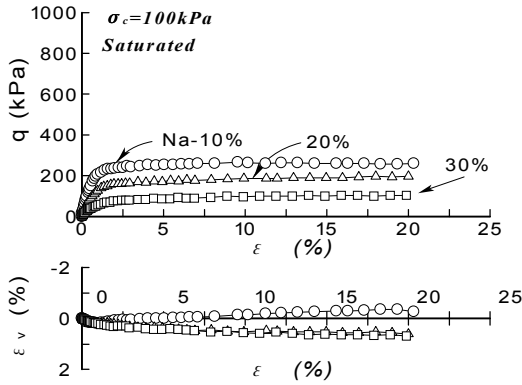 σc=100kPa
Saturated
1000
800
600
400
200
0
q (kPa)
Na-10%
20%
30%
0 5 10 15 20 25
ε (%)
-2
0
2
εv (%)
0 5 10 15 20 25
ε (%)